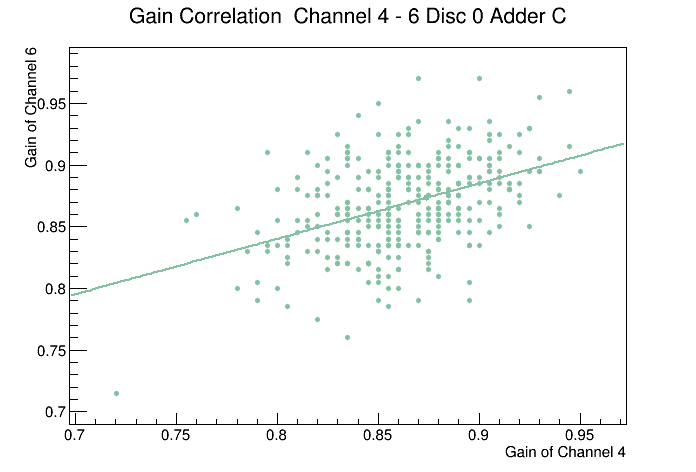 Gain Correlation  Channel 4 - 6 Disc 0 Adder C
Gain of Channel 6
0.95
0.9
0.85
0.8
0.75
0.7
0.7 0.75 0.8 0.85 0.9 0.95
Gain of Channel 4